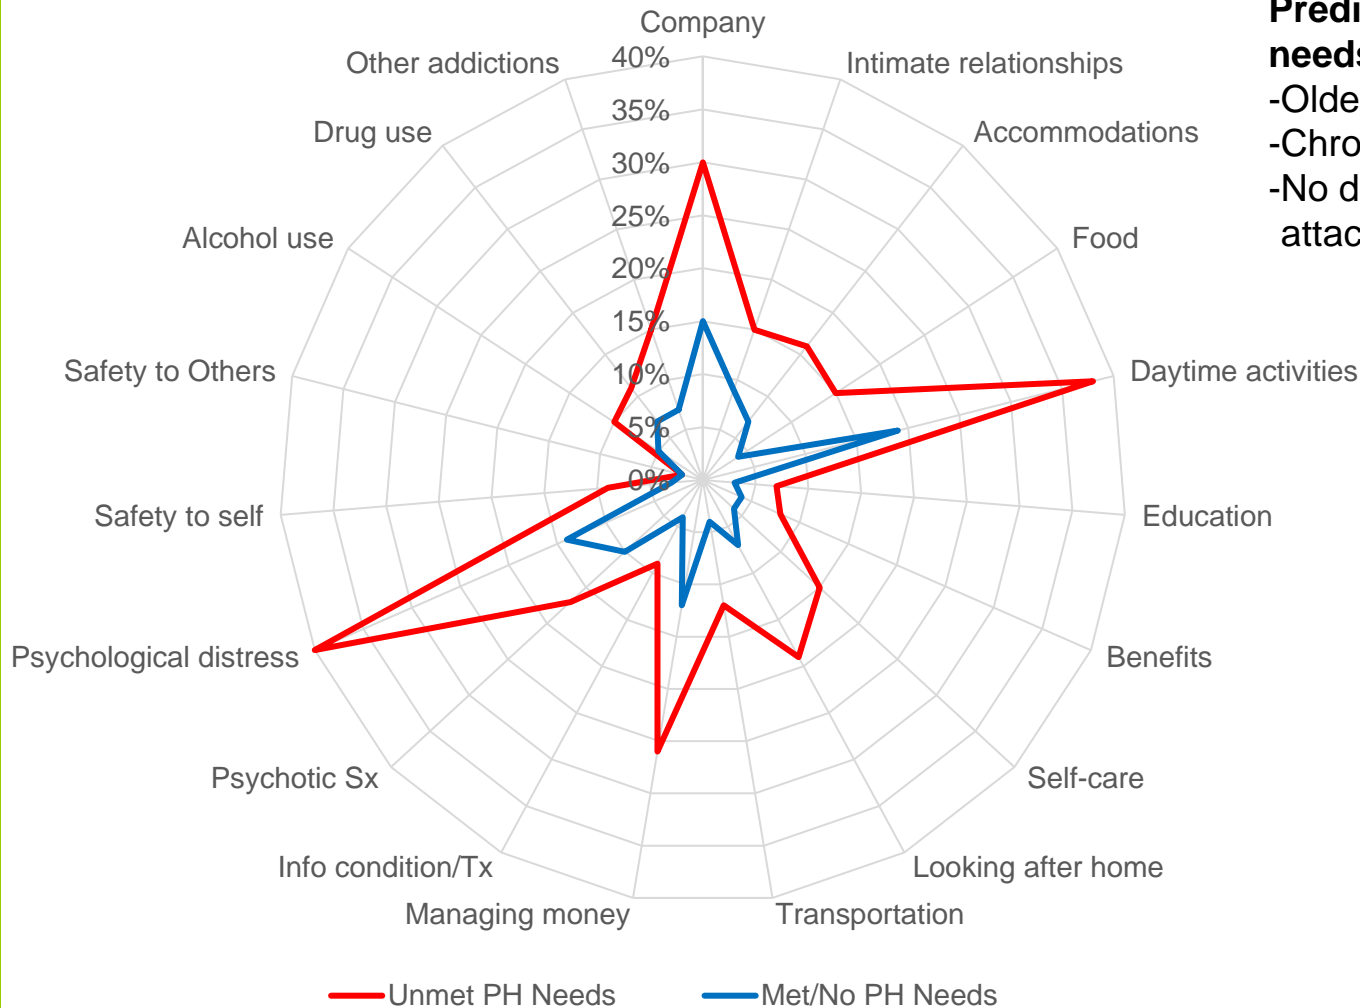 Company
Intimate relationships
Accommodations
Food
Daytime activities
Education
Benefits
Self-care
Looking after home
Transportation
Managing money
Info condition/Tx
Psychotic Sx
Psychological distress
Safety to self
Safety to Others
Alcohol use
Drug use
Other addictions
40%
35%
30%
25%
20%
15%
10%
5%
0%
Unmet PH Needs
Met/No PH Needs
needs
-No d